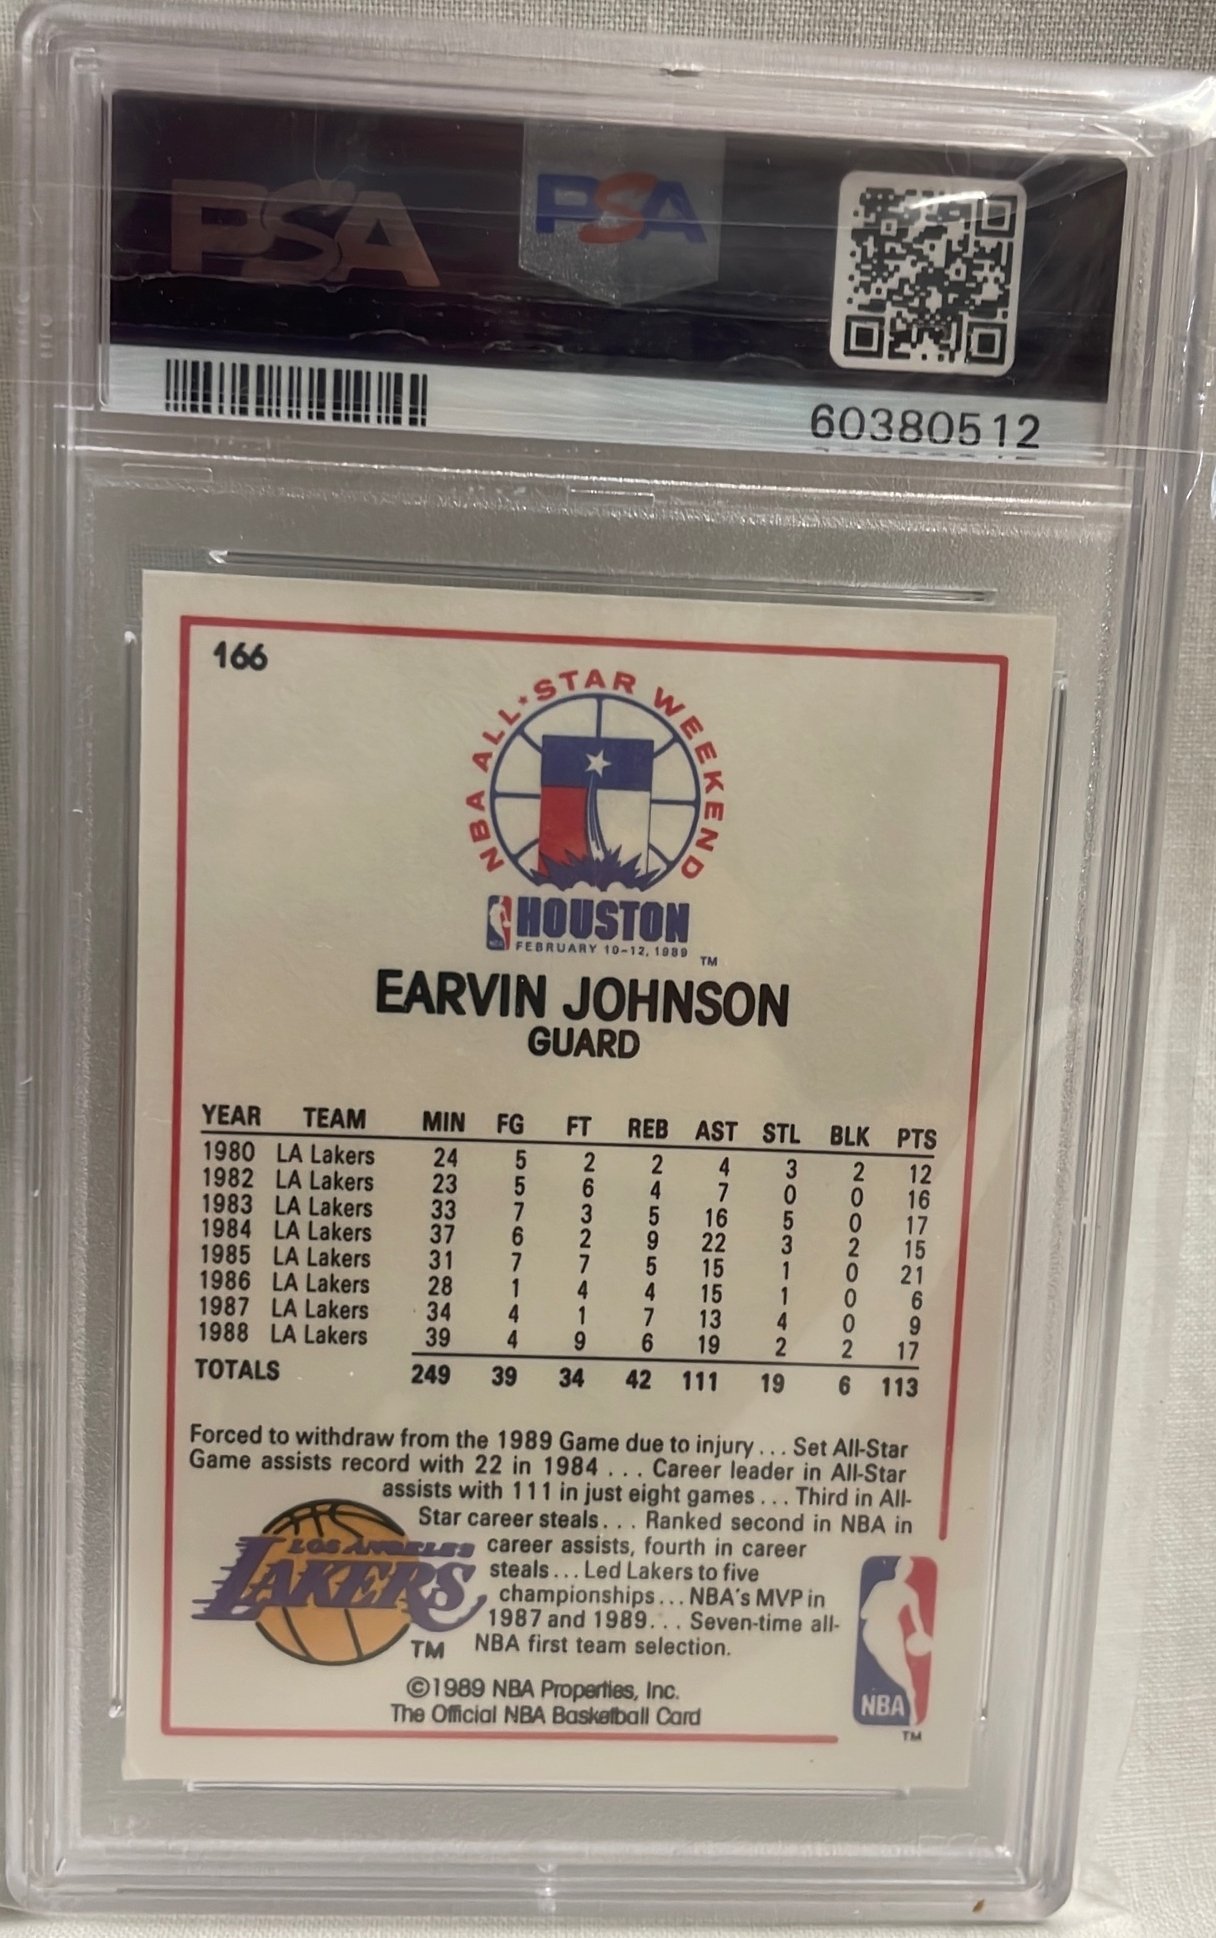 PSA
PSA
60380512
166
NBA ALL★STAR WEEKEND
NBA HOUSTON
FEBRUARY 10-12, 1989 TM
EARVIN JOHNSON
GUARD
YEAR TEAM MIN FG FT REB AST STL BLK PTS
1980 LA Lakers 24 5 2 2 4 3 2 12
1982 LA Lakers 23 5 6 4 7 0 0 16
1983 LA Lakers 33 7 3 5 16 5 0 17
1984 LA Lakers 37 6 2 9 22 3 2 15
1985 LA Lakers 31 7 7 5 15 1 0 21
1986 LA Lakers 28 1 4 4 15 1 0 6
1987 LA Lakers 34 4 1 7 13 4 0 9
1988 LA Lakers 39 4 9 6 19 2 2 17
TOTALS 249 39 34 42 111 19 6 113
Forced to withdraw from the 1989 Game due to injury... Set All-Star
Game assists record with 22 in 1984 ... Career leader in All-Star
assists with 111 in just eight games... Third in All-
Star career steals... Ranked second in NBA in
career assists, fourth in career
steals... Led Lakers to five
championships... NBA's MVP in
1987 and 1989... Seven-time all-
NBA first team selection.
LOS ANGELES
LAKERS
TM
©1989 NBA Properties, Inc.
The Official NBA Basketball Card
NBA
TM